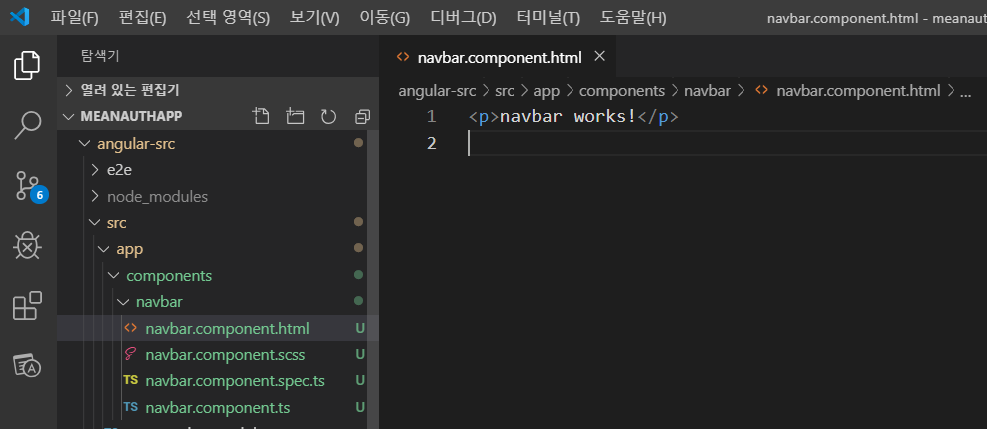 파일(F) 편집(E) 선택 영역(S) 보기(V) 이동(G) 디버그(D) 터미널(T) 도움말(H) navbar.component.html - meanauthapp
탐색기
열려 있는 편집기
MEANAUTHAPP
angular-src
e2e
node_modules
src
app
components
navbar
navbar.component.html U
navbar.component.scss U
TS navbar.component.spec.ts U
TS navbar.component.ts U
6
navbar.component.html
angular-src > src > app > components > navbar > navbar.component.html > ...
1 <p>navbar works!</p>
2